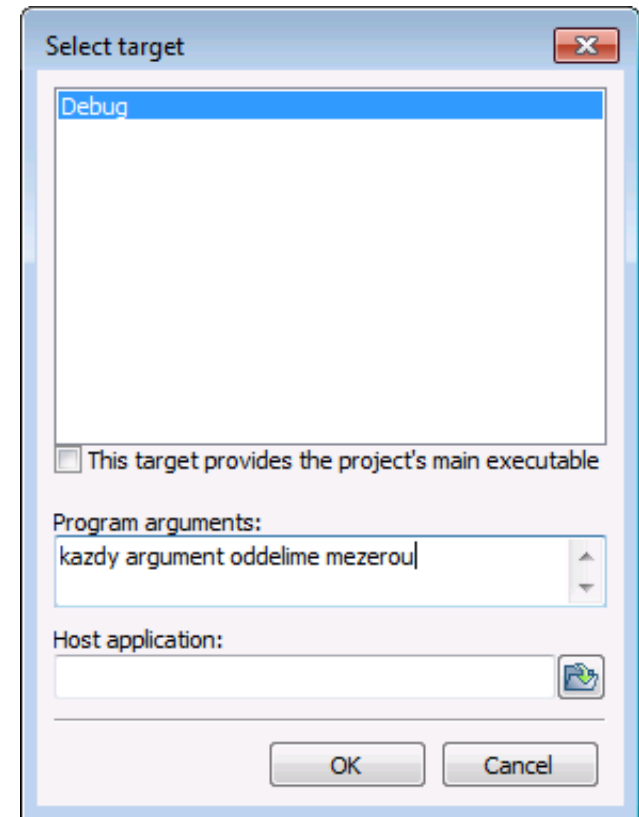 Select target
Debug
This target provides the project's main executable
Program arguments:
kazdy argument oddelime mezerou
Host application:
OK
Cancel